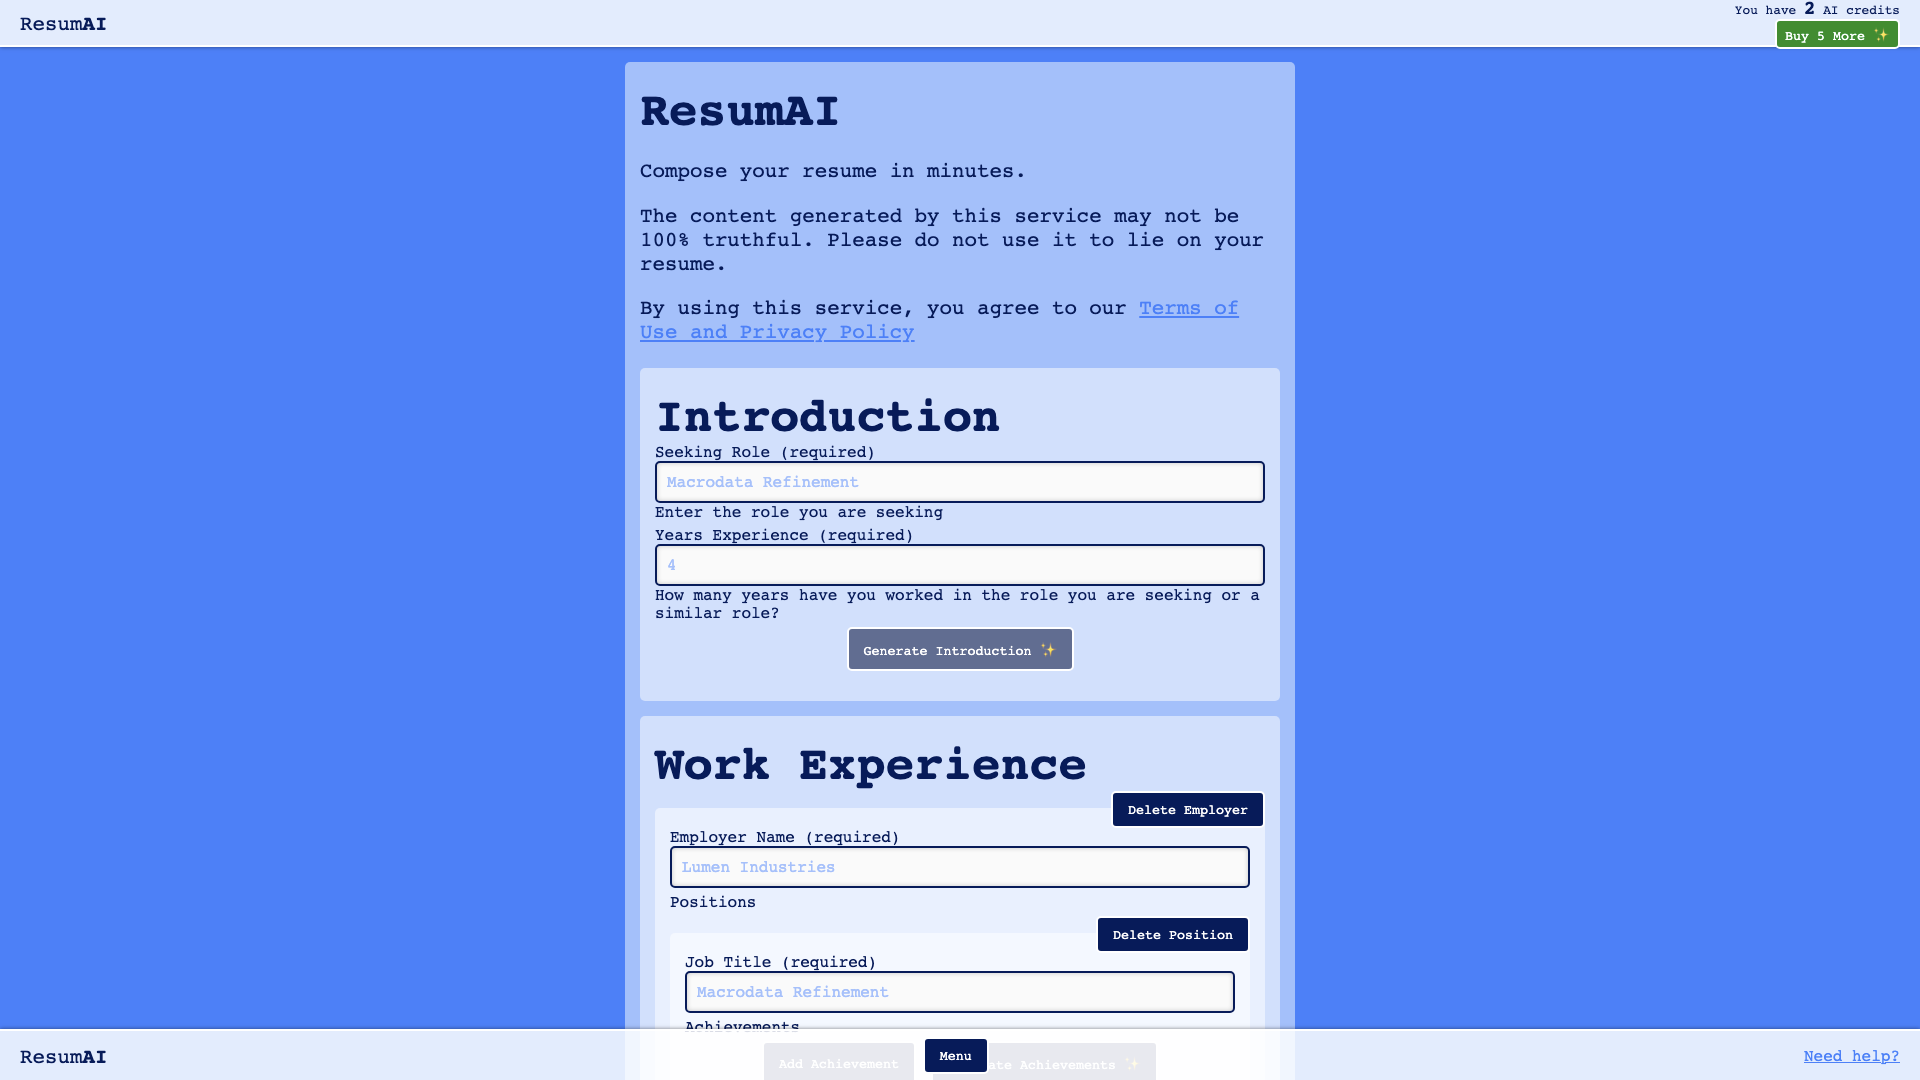 ResumAI
You have 2 AI credits
Buy 5 More ✨
ResumAI
Compose your resume in minutes.
The content generated by this service may not be
100% truthful. Please do not use it to lie on your
resume.
By using this service, you agree to our Terms of
Use and Privacy Policy
Introduction
Seeking Role (required)
Macrodata Refinement
Enter the role you are seeking
Years Experience (required)
4
How many years have you worked in the role you are seeking or a
similar role?
Generate Introduction ✨
Work Experience
Delete Employer
Employer Name (required)
Lumen Industries
Positions
Delete Position
Job Title (required)
Macrodata Refinement
Achievements
Add Achievement
Achievements ✨
ResumAI
Menu
Need help?